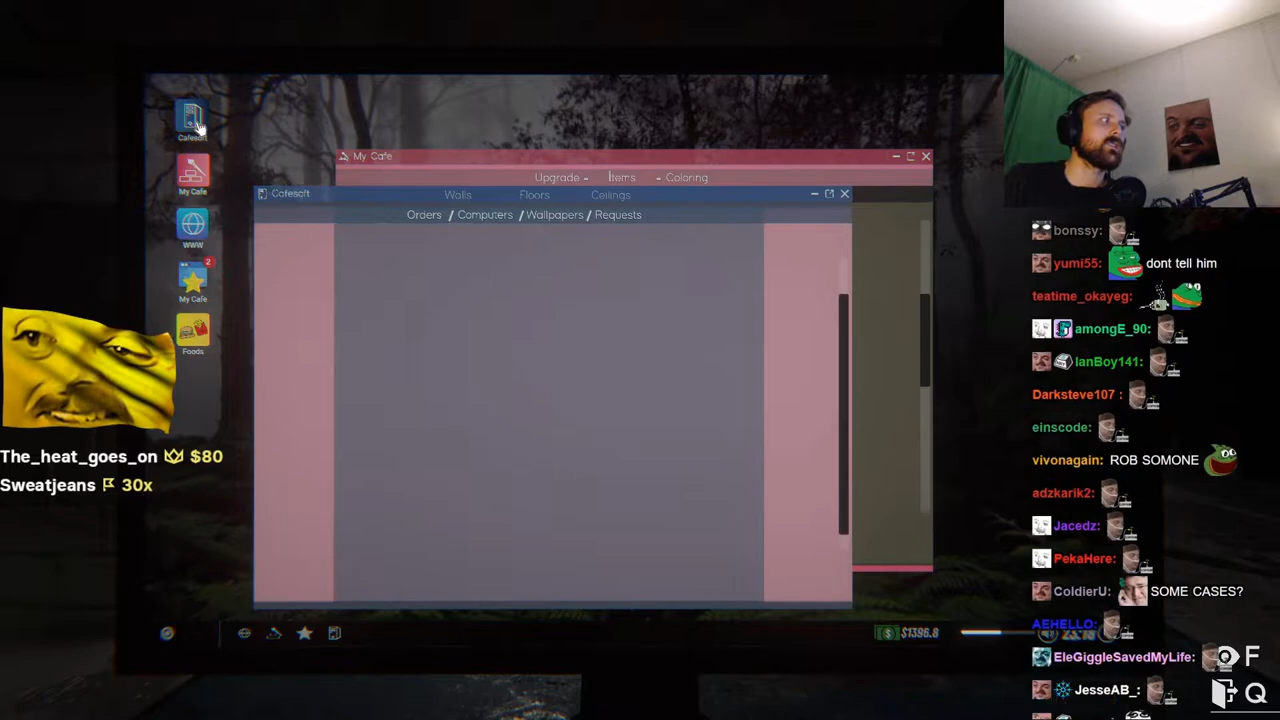 Cafesoft
My Cafe
WWW
2
My Cafe
Foods
My Cafe
Upgrade - Items - Coloring
Cafesoft
Walls Floors Ceilings
Orders / Computers / Wallpapers / Requests
$1396.8
The_heat_goes_on $80
Sweatjeans 30x
bonssy:
yumi55: dont tell him
teatime_okayeg:
amongE_90:
IanBoy141:
Darksteve107 :
einscode:
vivonagain: ROB SOMONE
adzkarik2:
Jacedz:
PekaHere:
ColdierU: SOME CASES?
AEHELLO:
EleGiggleSavedMyLife:
JesseAB_:
F
Q